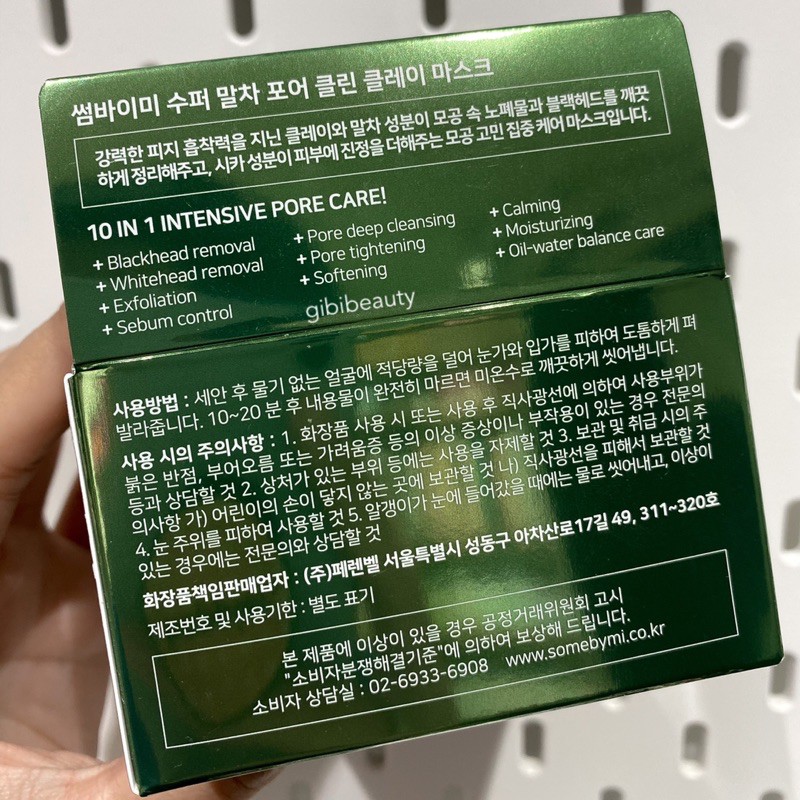 썸바이미 수퍼 말차 포어 클린 클레이 마스크
강력한 피지 흡착력을 지닌 클레이와 말차 성분이 모공 속 노폐물과 블랙헤드를 깨끗
하게 정리해주고, 시카 성분이 피부에 진정을 더해주는 모공 고민 집중 케어 마스크입니다.
10 IN 1 INTENSIVE PORE CARE!
+ Blackhead removal
+ Whitehead removal
+ Exfoliation
+ Sebum control
+ Pore deep cleansing
+ Pore tightening
+ Softening
+ Calming
+ Moisturizing
+ Oil-water balance care
gibibeauty
사용방법 : 세안 후 물기 없는 얼굴에 적당량을 덜어 눈가와 입가를 피하여 도톰하게 펴
발라줍니다. 10~20 분 후 내용물이 완전히 마르면 미온수로 깨끗하게 씻어냅니다.
사용 시의 주의사항 : 1. 화장품 사용 시 또는 사용 후 직사광선에 의하여 사용부위가
붉은 반점, 부어오름 또는 가려움증 등의 이상 증상이나 부작용이 있는 경우 전문의
등과 상담할 것 2. 상처가 있는 부위 등에는 사용을 자제할 것 3. 보관 및 취급 시의 주
의사항 가) 어린이의 손이 닿지 않는 곳에 보관할 것 나) 직사광선을 피해서 보관할 것
4. 눈 주위를 피하여 사용할 것 5. 알갱이가 눈에 들어갔을 때에는 물로 씻어내고, 이상이
있는 경우에는 전문의와 상담할 것
화장품책임판매업자 : (주)페렌벨 서울특별시 성동구 아차산로17길 49, 311~320호
제조번호 및 사용기한 : 별도 표기
본 제품에 이상이 있을 경우 공정거래위원회 고시
"소비자분쟁해결기준"에 의하여 보상해 드립니다.
소비자 상담실 : 02-6933-6908 www.somebymi.co.kr